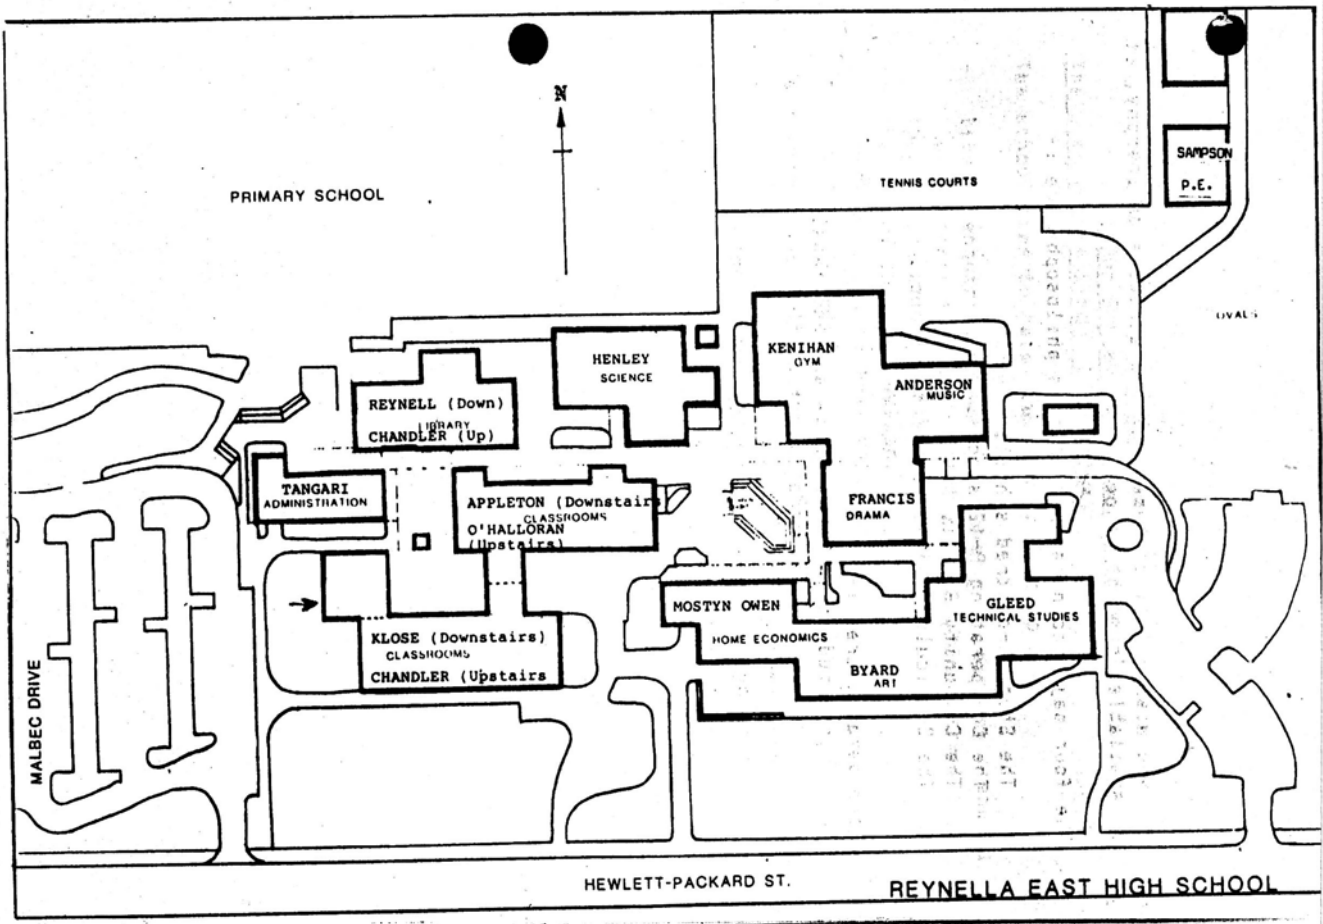 N
PRIMARY SCHOOL
TENNIS COURTS
SAMPSON
P.E.
OVALS
KENIHAN
GYM
HENLEY
SCIENCE
ANDERSON
MUSIC
REYNELL (Down)
LIBRARY
CHANDLER (Up)
TANGARI
ADMINISTRATION
APPLETON (Downstairs
CLASSROOMS
O'HALLORAN
(Upstairs)
FRANCIS
DRAMA
MOSTYN OWEN
HOME ECONOMICS
GLEED
TECHNICAL STUDIES
KLOSE (Downstairs)
CLASSROOMS
CHANDLER (Upstairs
BYARD
ART
MALBEC DRIVE
HEWLETT-PACKARD ST.
REYNELLA EAST HIGH SCHOOL